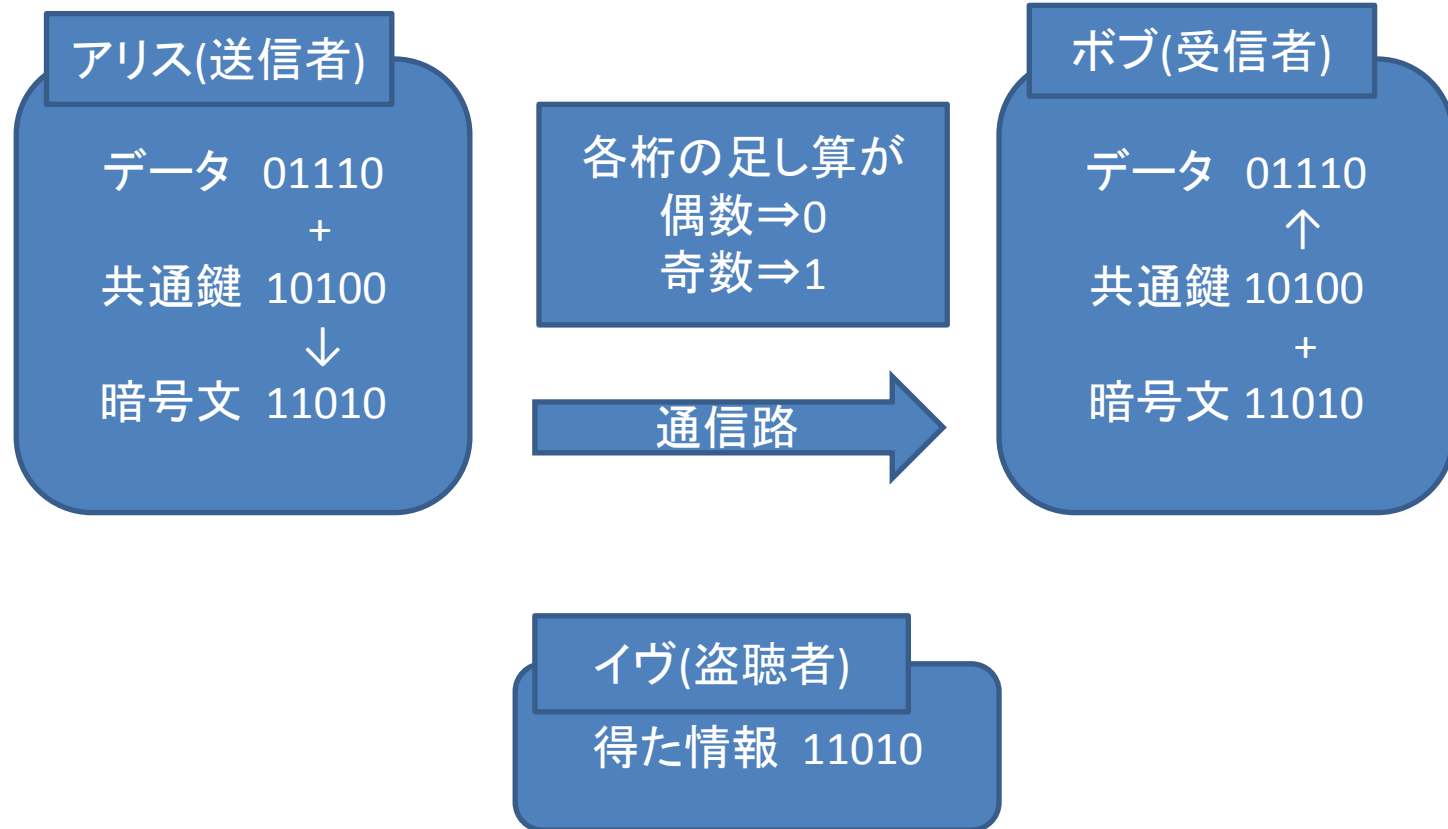 アリス(送信者)
データ 01110
+
共通鍵 10100
↓
暗号文 11010
各桁の足し算が
偶数⇒0
奇数⇒1
通信路
ボブ(受信者)
データ 01110
↑
共通鍵 10100
+
暗号文 11010
イヴ(盗聴者)
得た情報 11010